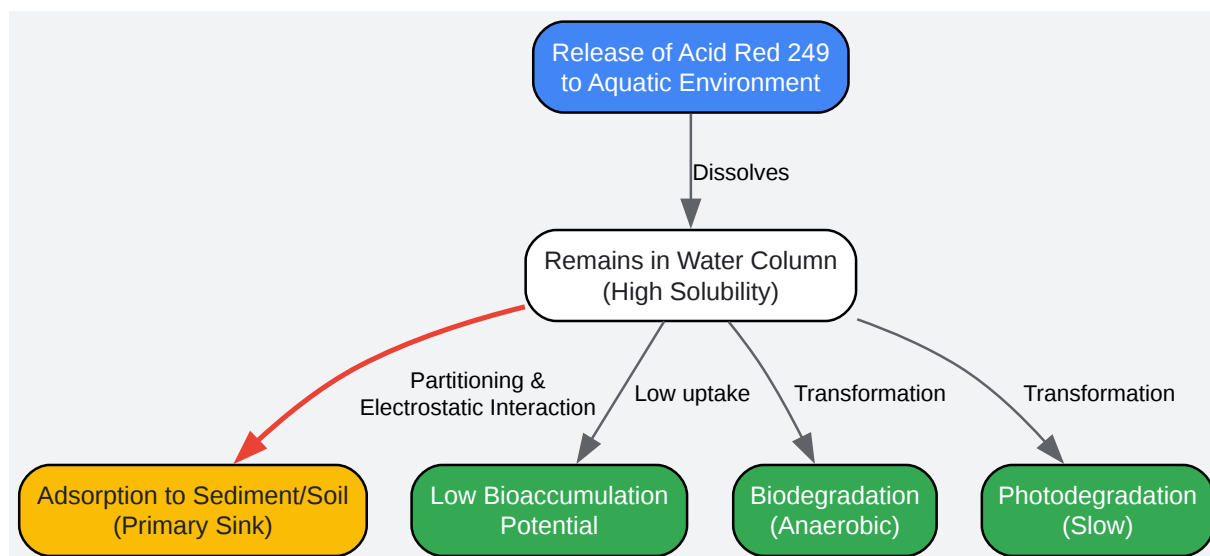 Release of Acid Red 249
to Aquatic Environment
Dissolves
Remains in Water Column
(High Solubility)
Partitioning &
Electrostatic Interaction
Low uptake
Transformation
Transformation
Adsorption to Sediment/Soil
(Primary Sink)
Low Bioaccumulation
Potential
Biodegradation
(Anaerobic)
Photodegradation
(Slow)